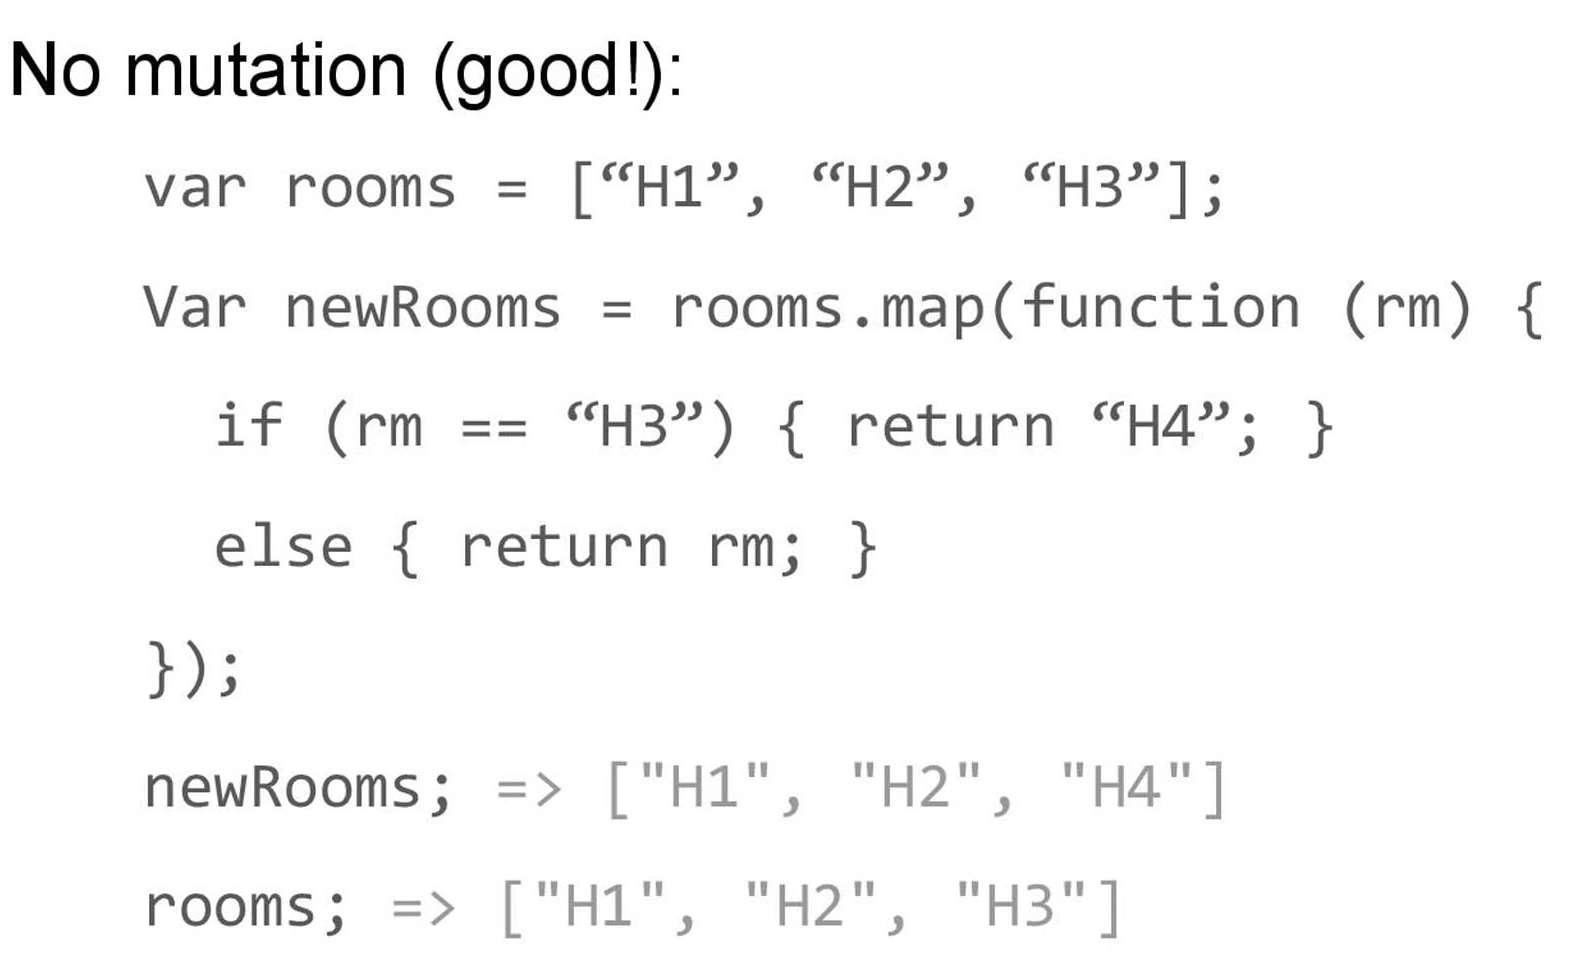 No mutation (good!):
var rooms = [“H1”, “H2”, “H3”];
Var newRooms = rooms.map(function (rm) {
if (rm == “H3”) { return “H4”; }
else { return rm; }
});
newRooms; => ["H1", "H2", "H4"]
rooms; => ["H1", "H2", "H3"]